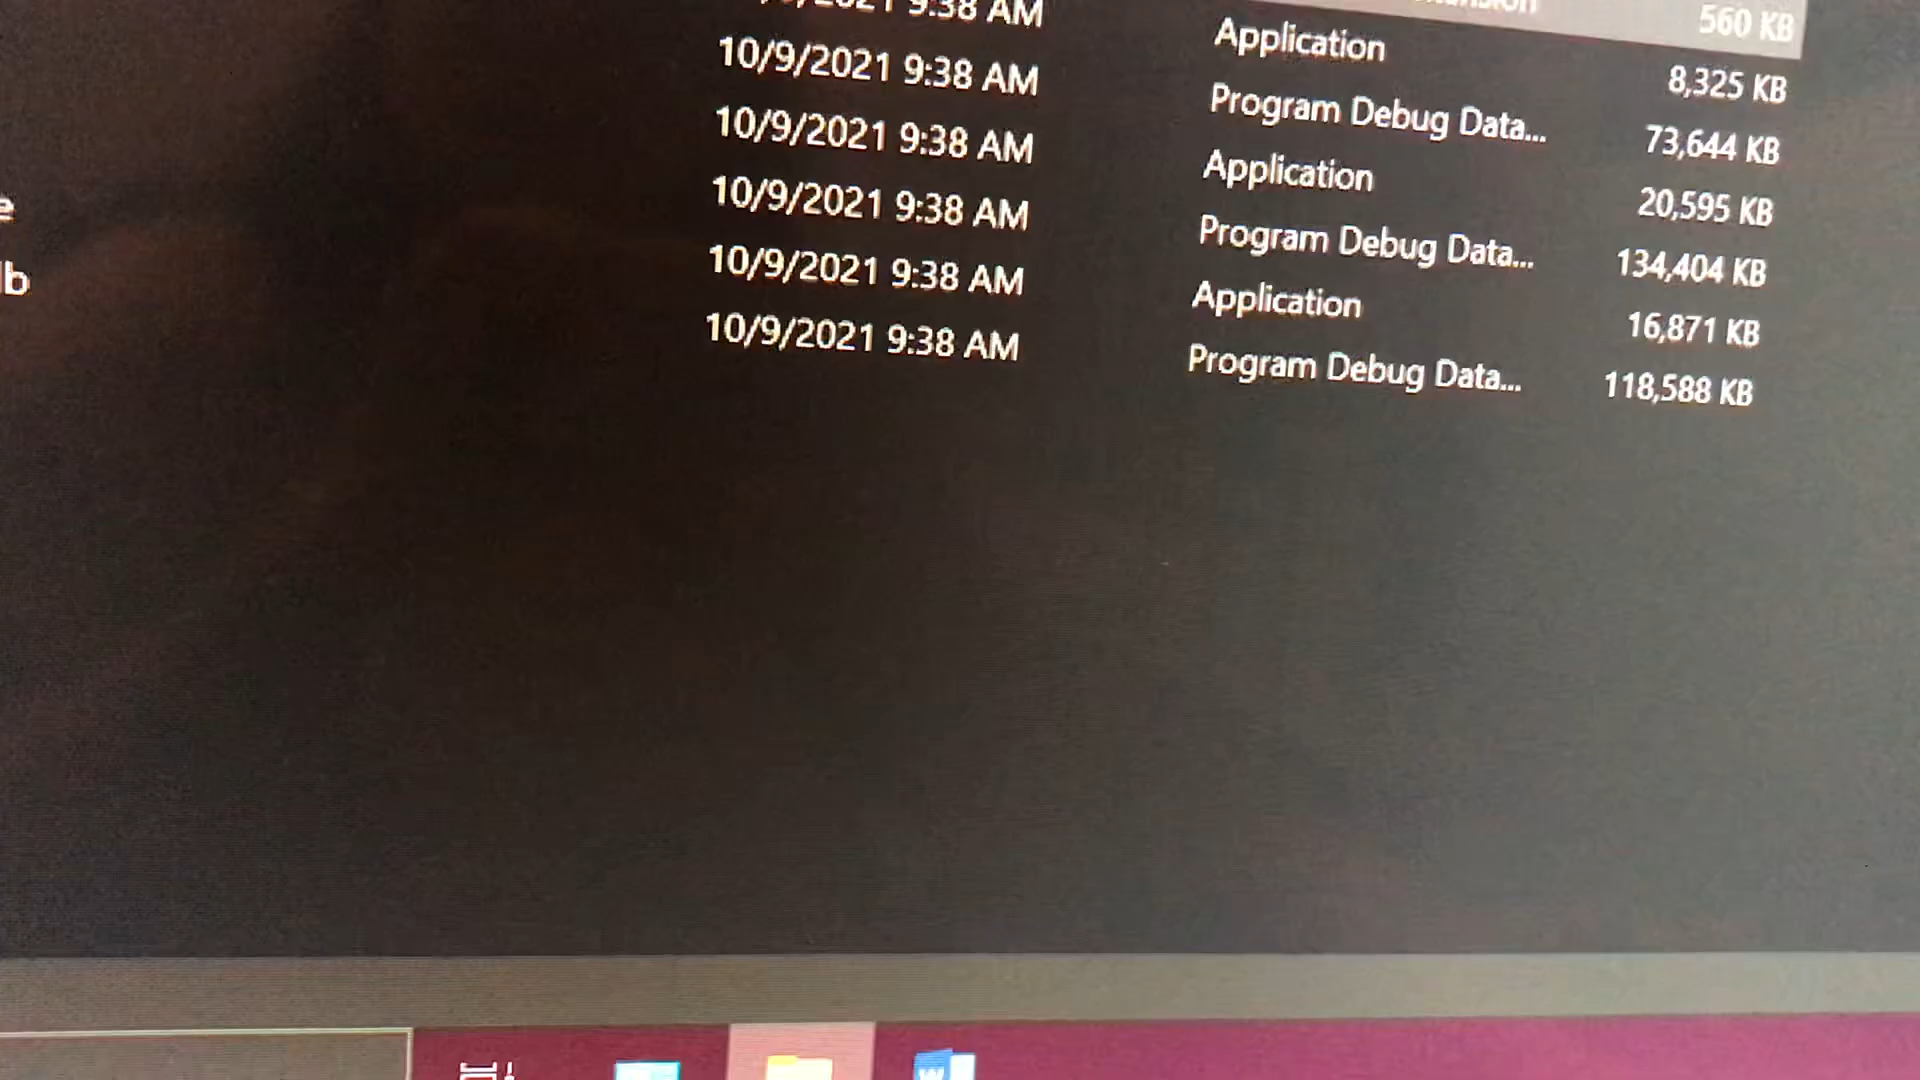 9:38 AM 560 KB
10/9/2021 9:38 AM Application 8,325 KB
10/9/2021 9:38 AM Program Debug Data... 73,644 KB
10/9/2021 9:38 AM Application 20,595 KB
10/9/2021 9:38 AM Program Debug Data... 134,404 KB
10/9/2021 9:38 AM Application 16,871 KB
Program Debug Data... 118,588 KB